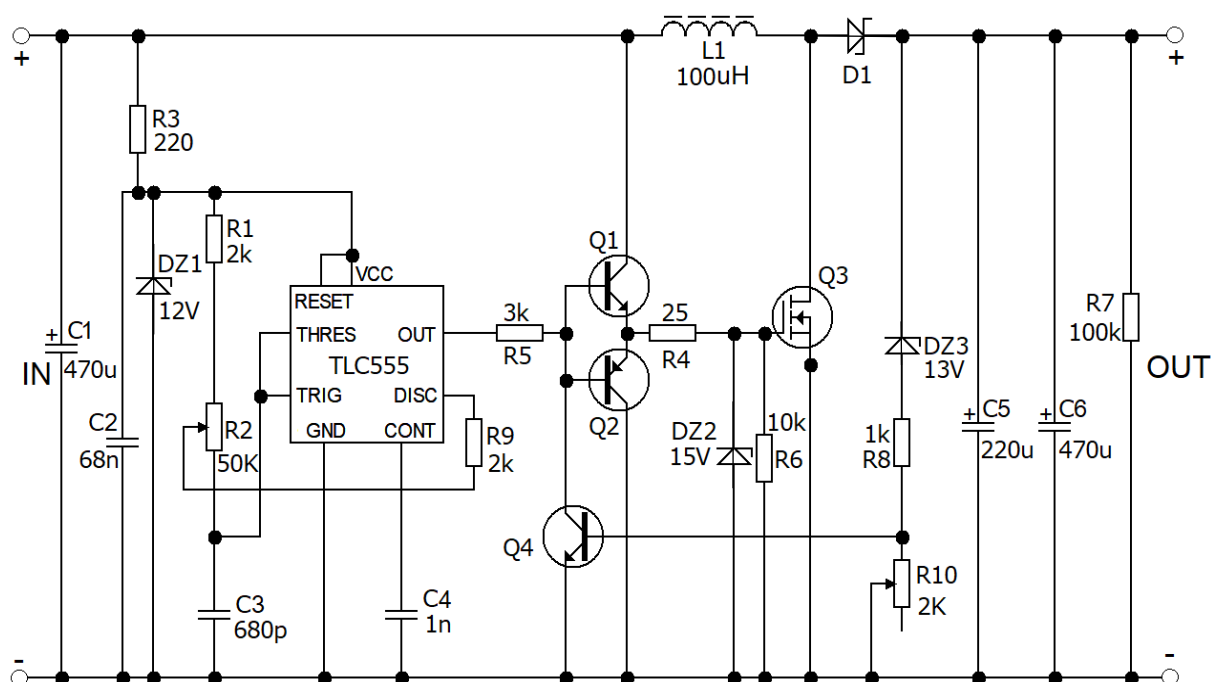 +
L1
100uH
D1
+
R3
220
R1
2k
DZ1
12V
Q1
Q3
VCC
RESET
THRES
OUT
TLC555
TRIG
DISC
GND
CONT
3k
R5
25
R4
+
C1
470u
IN
R7
100k
OUT
DZ3
13V
Q2
C2
68n
R2
50K
R9
2k
DZ2
15V
10k
R6
1k
R8
+
C5
220u
+
C6
470u
Q4
R10
2K
C3
680p
C4
1n
-
-